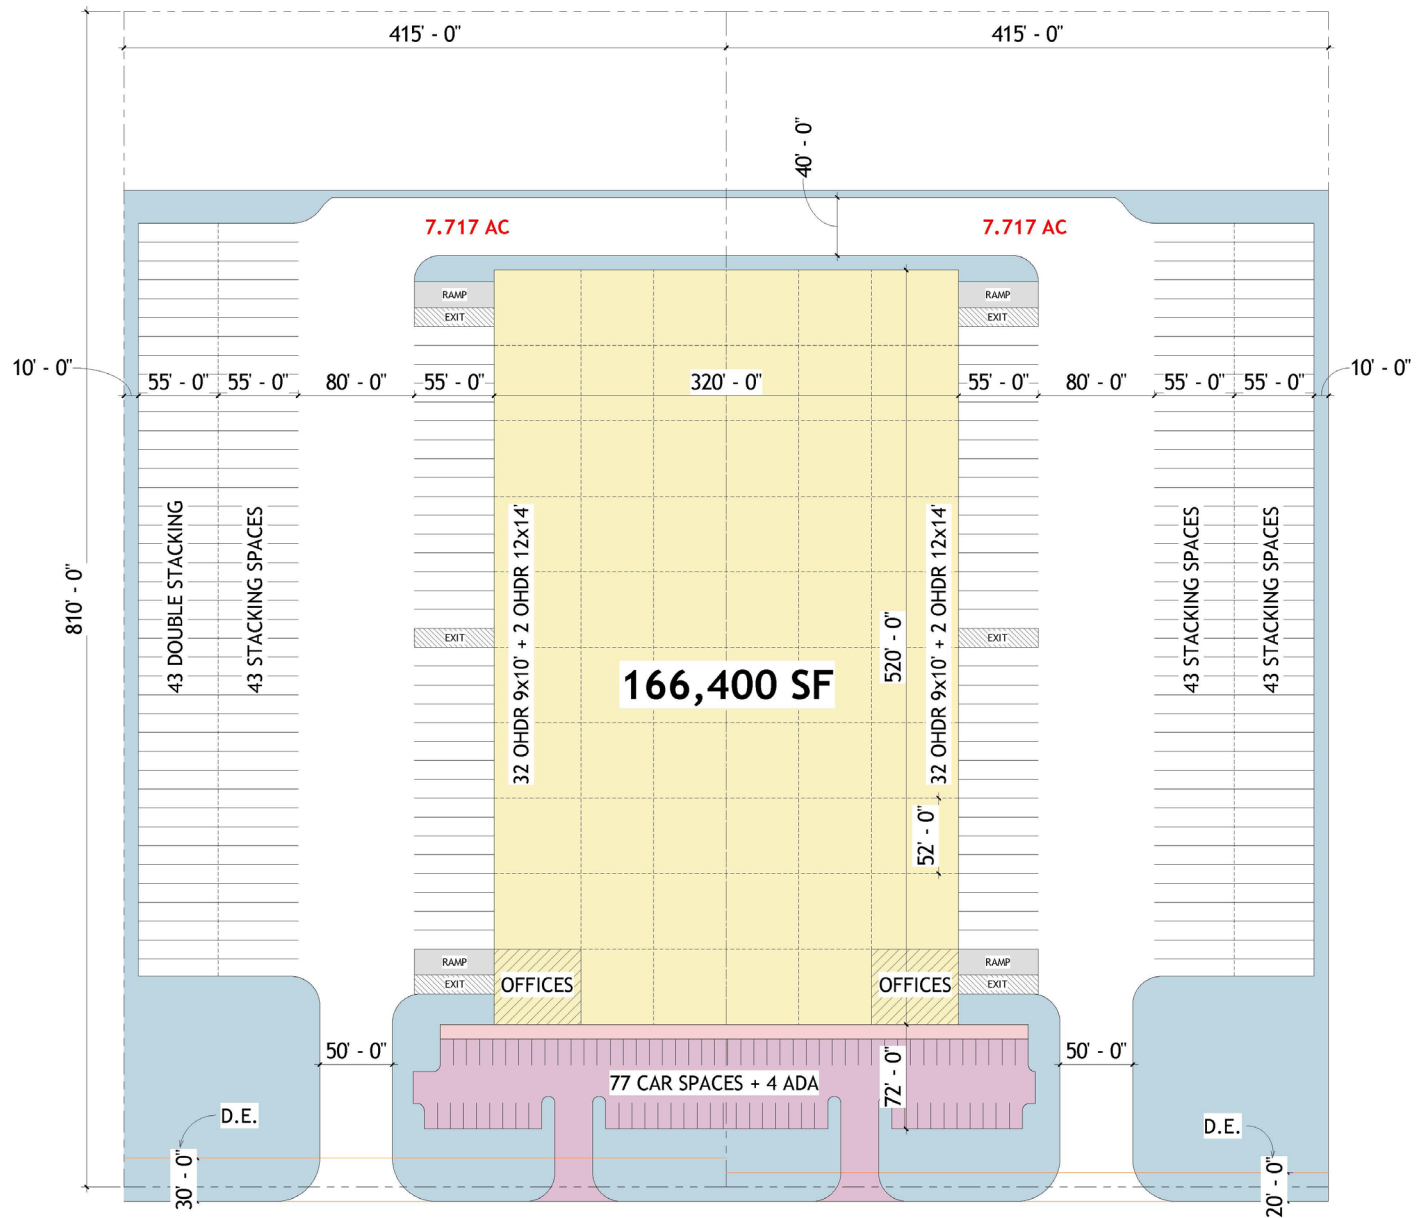 415' - 0"
415' - 0"
40' - 0"
7.717 AC
7.717 AC
RAMP
RAMP
EXIT
EXIT
10' - 0"
55' - 0"
55' - 0"
80' - 0"
55' - 0"
320' - 0"
55' - 0"
80' - 0"
55' - 0"
55' - 0"
10' - 0"
810' - 0"
43 DOUBLE STACKING
43 STACKING SPACES
32 OHDR 9x10' + 2 OHDR 12x14'
520' - 0"
32 OHDR 9x10' + 2 OHDR 12x14'
43 STACKING SPACES
43 STACKING SPACES
EXIT
EXIT
166,400 SF
52' - 0"
RAMP
RAMP
EXIT
OFFICES
OFFICES
EXIT
50' - 0"
50' - 0"
77 CAR SPACES + 4 ADA
72' - 0"
D.E.
D.E.
30' - 0"
20' - 0"